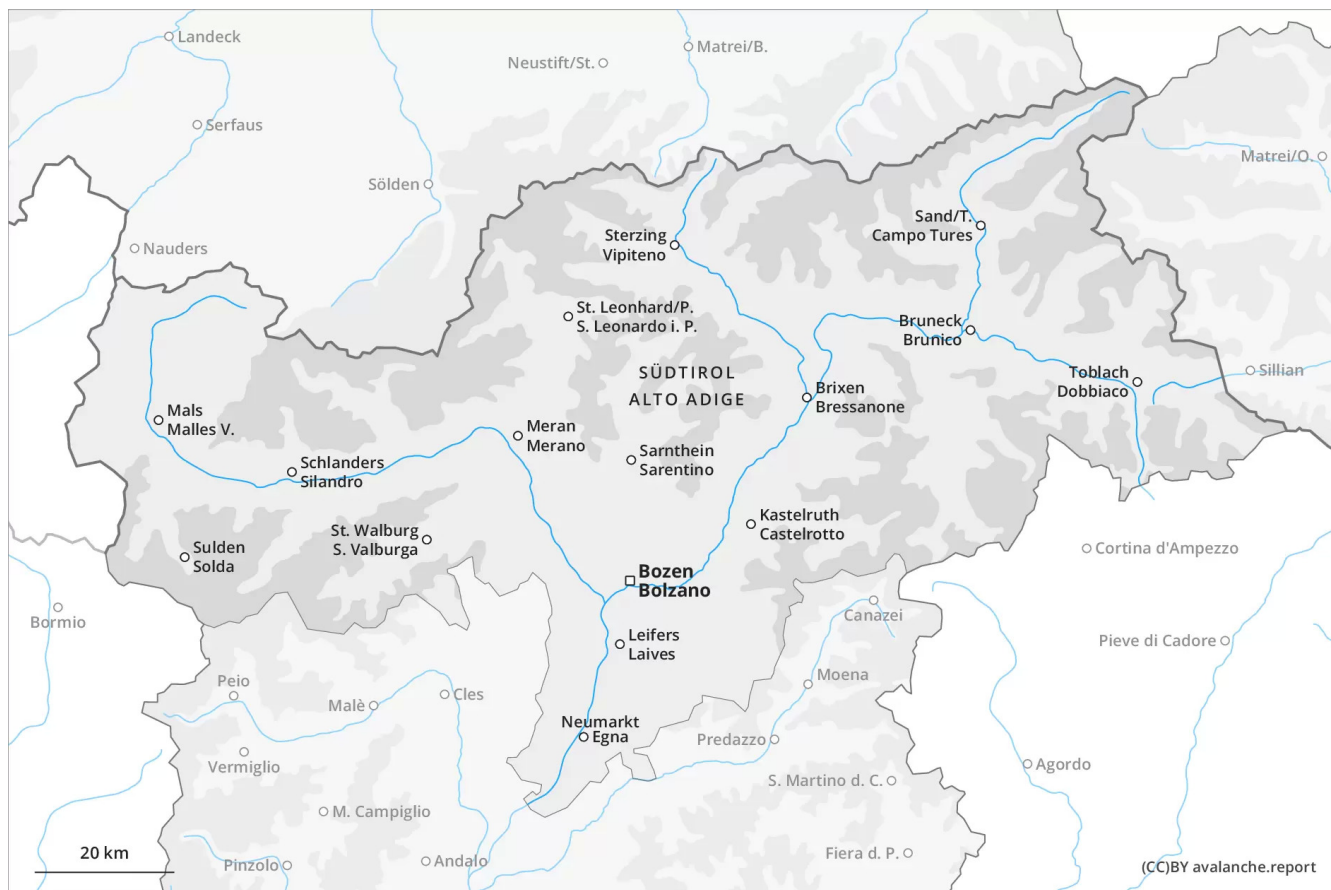 Landeck
Matrei/B.
Neustift/St.
Serfaus
Matrei/O.
Sölden
Sand/T.
Campo Tures
Nauders
Sterzing
Vipiteno
St. Leonhard/P.
S. Leonardo i. P.
Bruneck
Brunico
SÜDTIROL
ALTO ADIGE
Toblach
Dobbiaco
Sillian
Brixen
Bressanone
Mals
Malles V.
Meran
Merano
Schlanders
Silandro
Sarnthein
Sarentino
Kastelruth
Castelrotto
St. Walburg
S. Valburga
Sulden
Solda
Cortina d'Ampezzo
Bozen
Bolzano
Bormio
Canazei
Leifers
Laives
Pieve di Cadore
Peio
Moena
Malè
Cles
Neumarkt
Egna
Predazzo
Vermiglio
Agordo
S. Martino d. C.
M. Campiglio
20 km
Pinzolo
Andalo
Fiera d. P.
(CC)BY avalanche.report